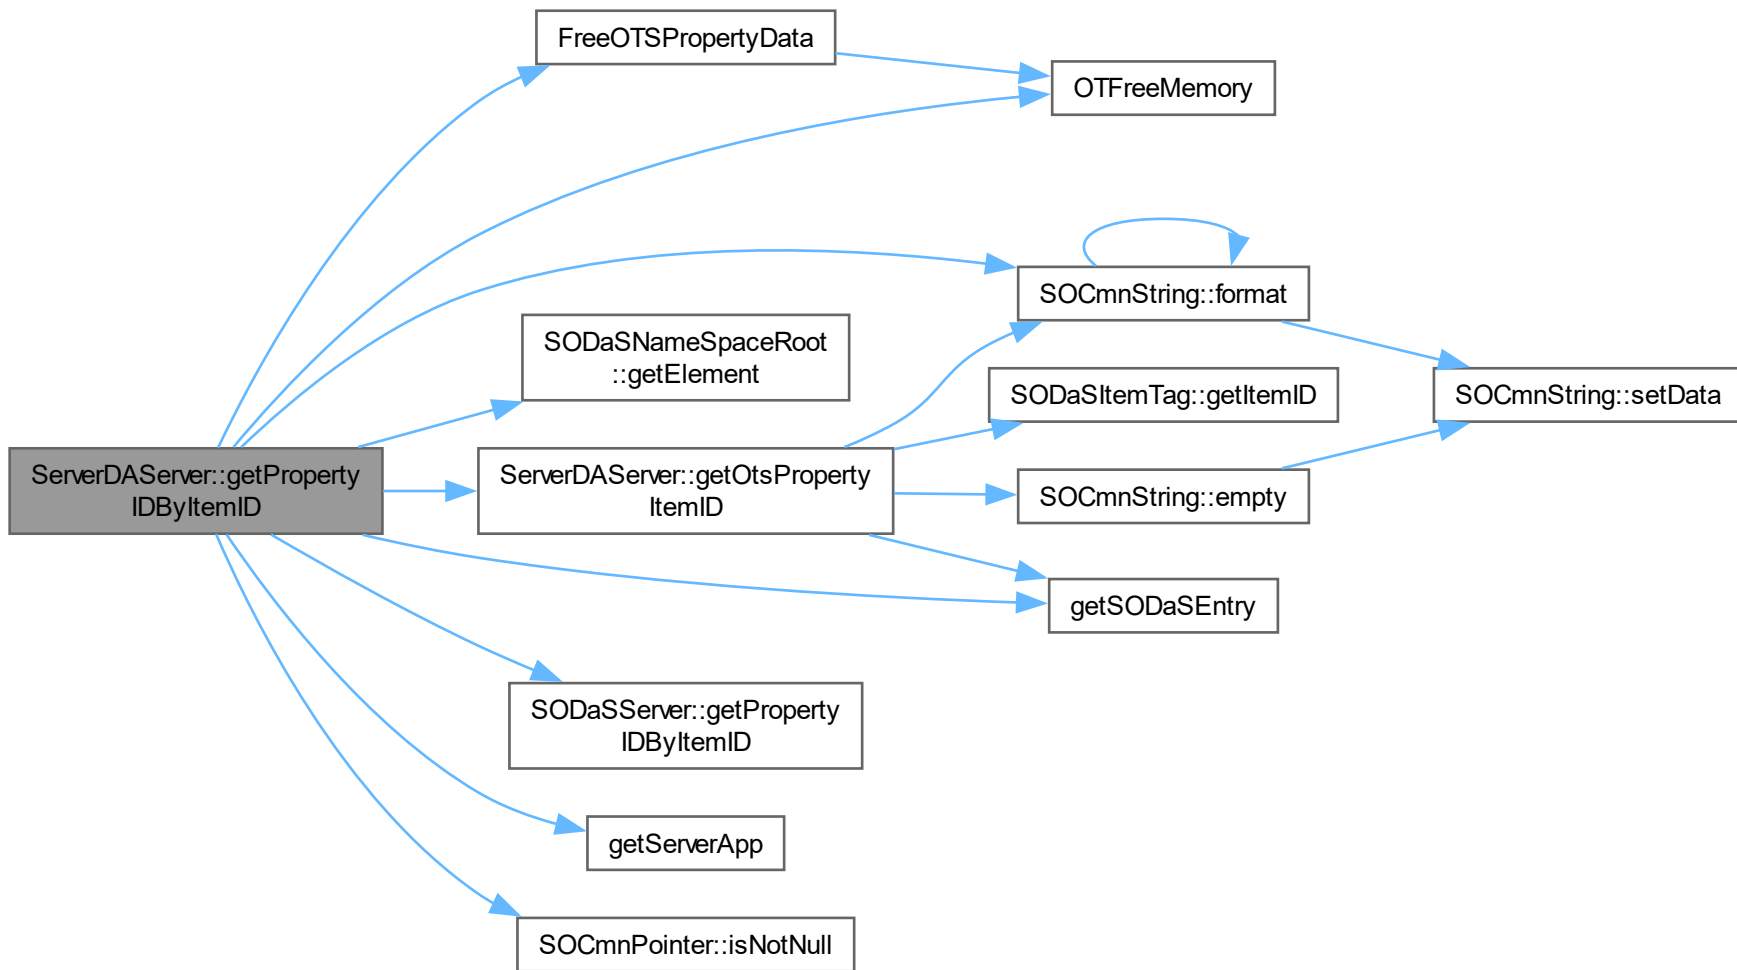 FreeOTSPropertyData
OTFreeMemory
SOCmnString::format
SODaSNameSpaceRoot
::getElement
SODaSItemTag::getItemID
SOCmnString::setData
ServerDAServer::getProperty
IDByItemID
ServerDAServer::getOtsProperty
ItemID
SOCmnString::empty
getSODaSEntry
SODaSServer::getProperty
IDByItemID
getServerApp
SOCmnPointer::isNotNull